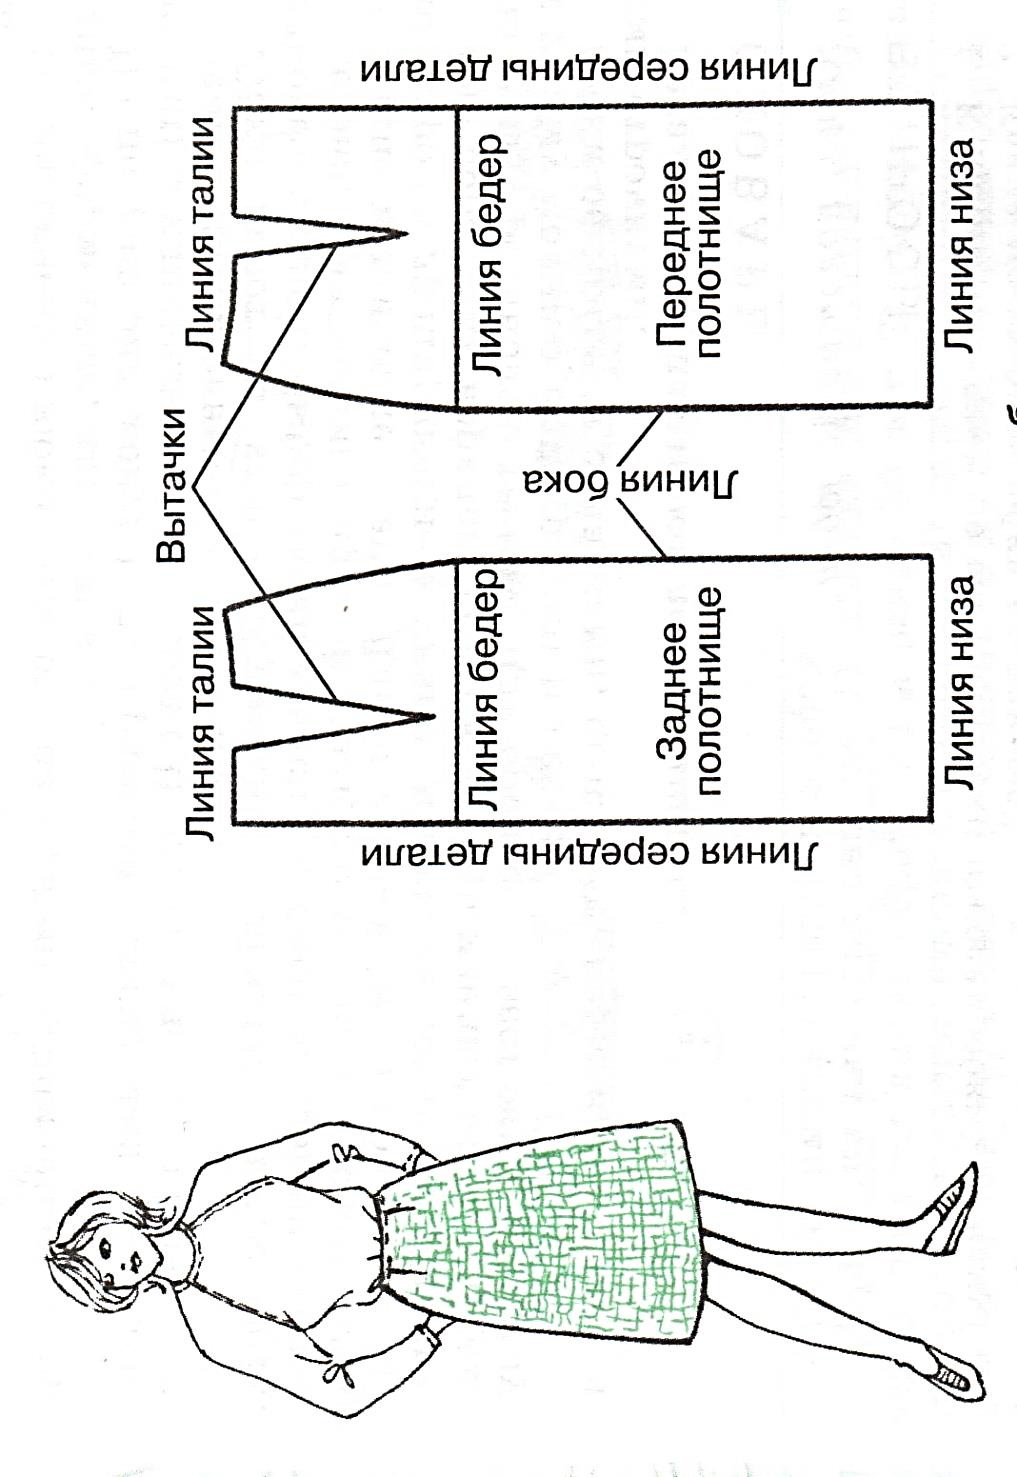 Вытачки
Линия талии
Линия талии
Линия середины детали
Линия бедер
Линия бока
Линия бедер
Линия середины детали
Заднее
полотнище
Переднее
полотнище
Линия низа
Линия низа